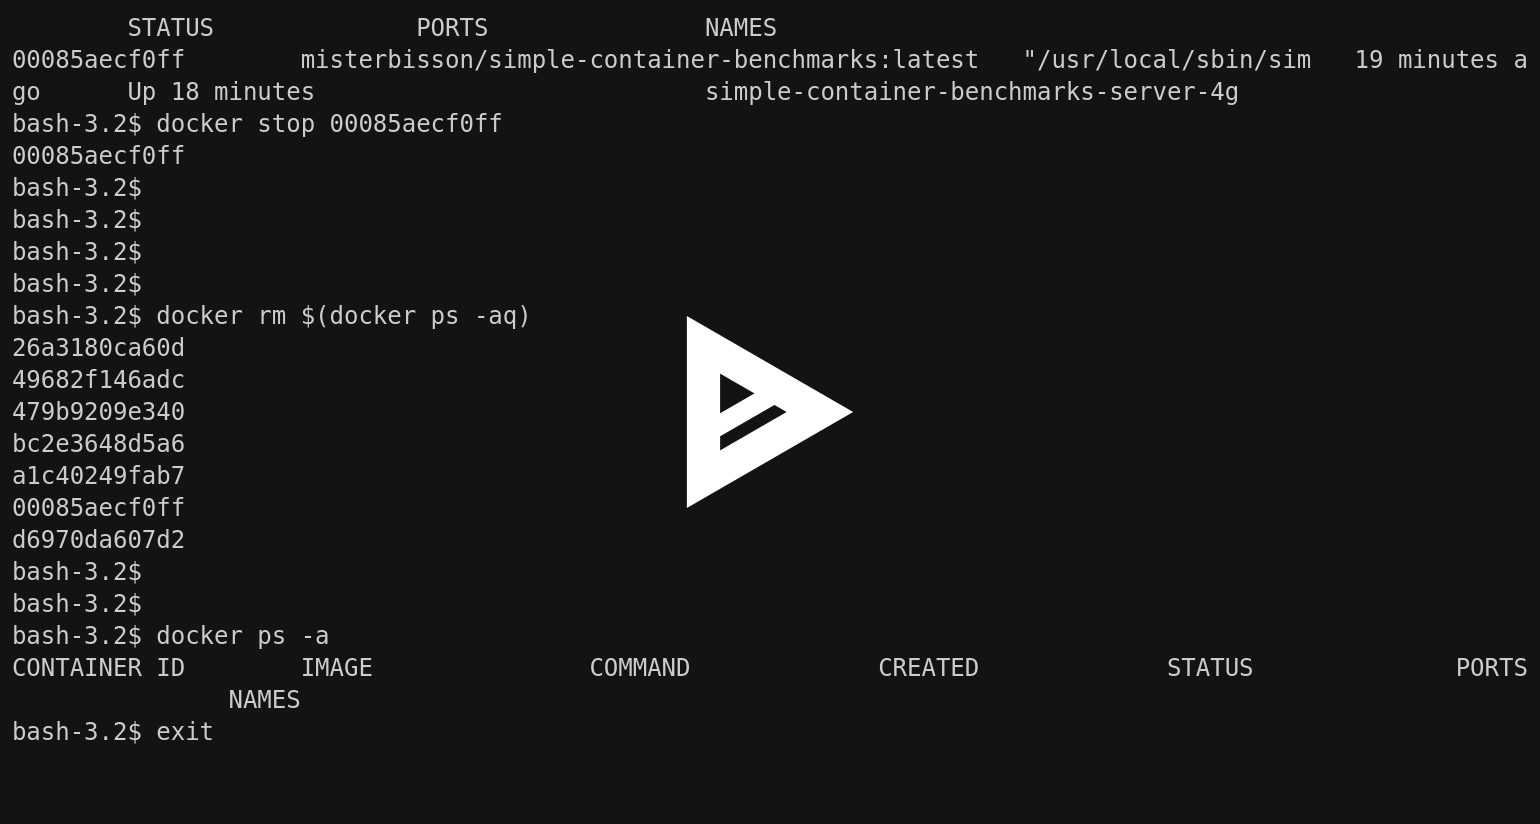 STATUS PORTS NAMES
00085aecf0ff misterbisson/simple-container-benchmarks:latest "/usr/local/sbin/sim 19 minutes a
go Up 18 minutes simple-container-benchmarks-server-4g
bash-3.2$ docker stop 00085aecf0ff
00085aecf0ff
bash-3.2$
bash-3.2$
bash-3.2$
bash-3.2$
bash-3.2$ docker rm $(docker ps -aq)
26a3180ca60d
49682f146adc
479b9209e340
bc2e3648d5a6
a1c40249fab7
00085aecf0ff
d6970da607d2
bash-3.2$
bash-3.2$
bash-3.2$ docker ps -a
CONTAINER ID IMAGE COMMAND CREATED STATUS PORTS
NAMES
bash-3.2$ exit